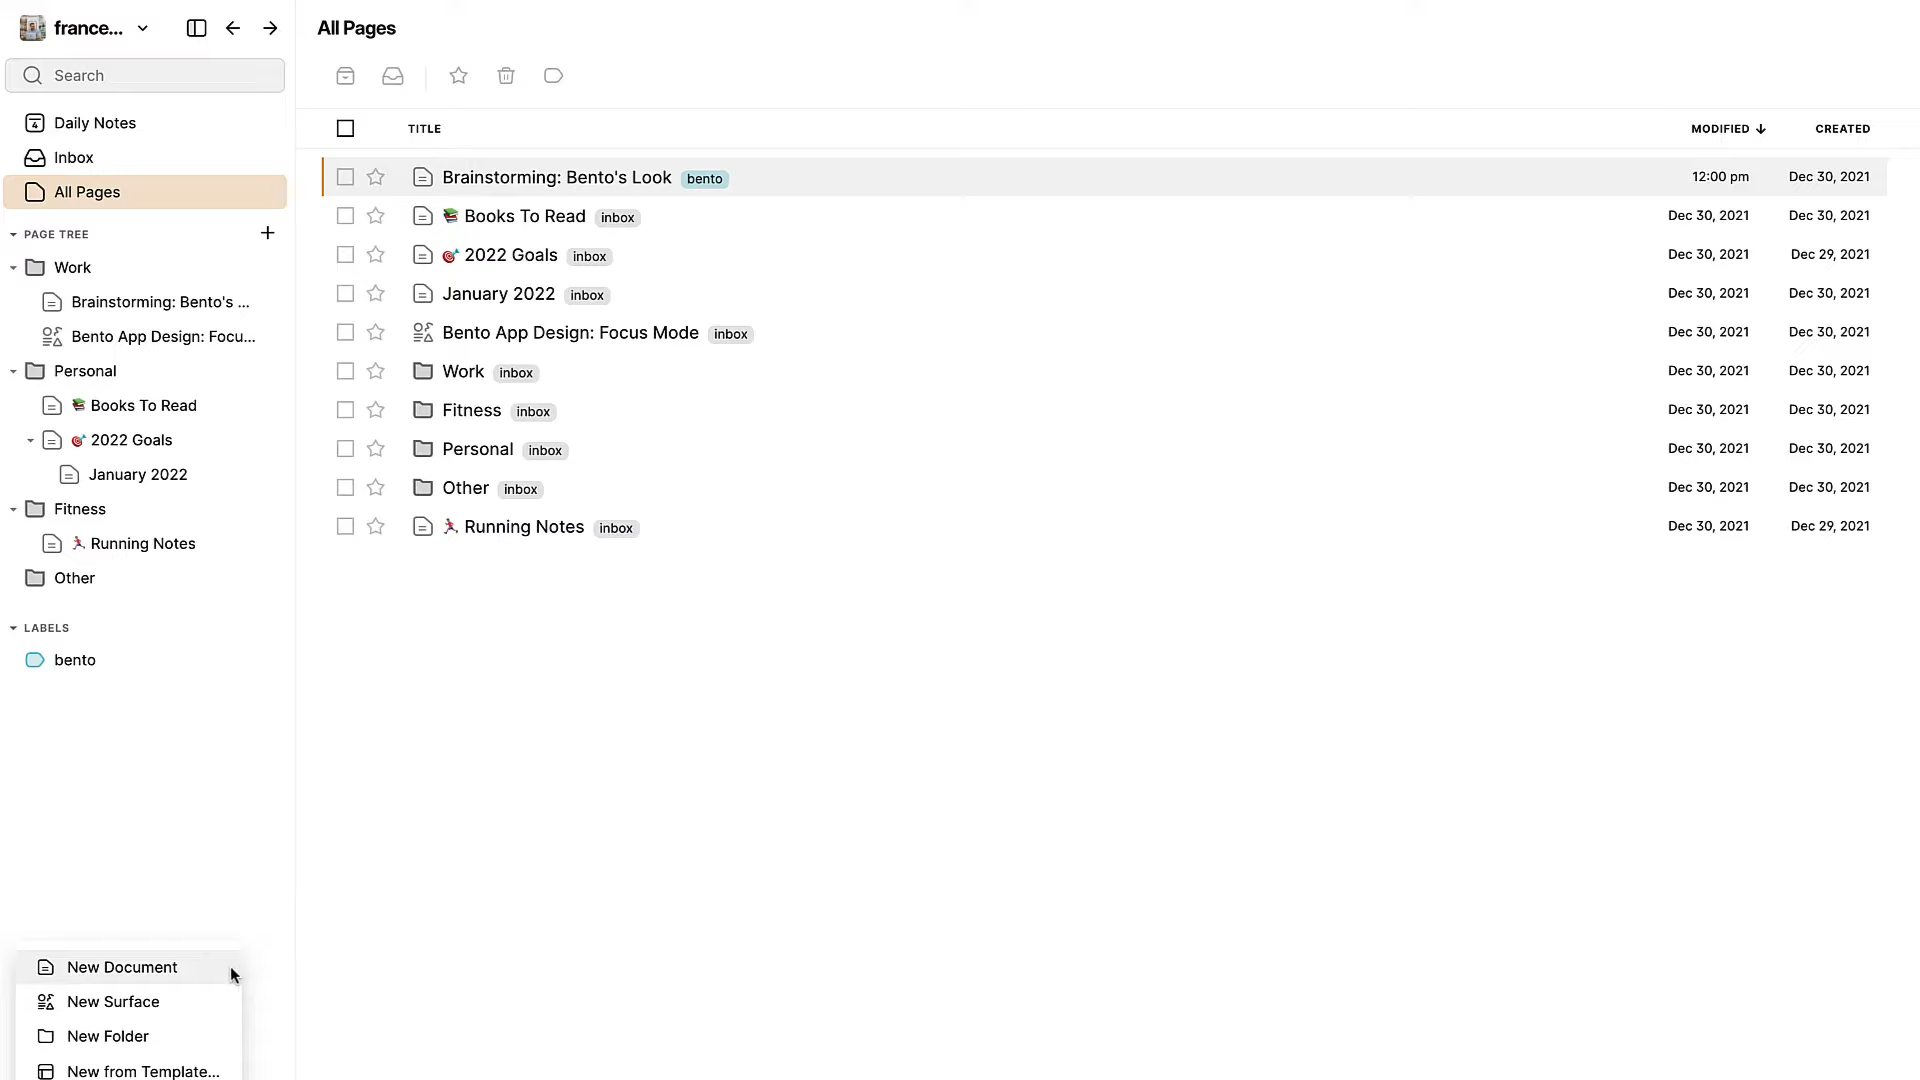 france...
Search
Daily Notes
Inbox
All Pages
PAGE TREE
Work
Brainstorming: Bento's ...
Bento App Design: Focu...
Personal
📚 Books To Read
🎯 2022 Goals
January 2022
Fitness
🏃 Running Notes
Other
LABELS
bento
New Document
New Surface
New Folder
New from Template...
All Pages
TITLE MODIFIED CREATED
Brainstorming: Bento's Look bento 12:00 pm Dec 30, 2021
📚 Books To Read inbox Dec 30, 2021 Dec 30, 2021
🎯 2022 Goals inbox Dec 30, 2021 Dec 29, 2021
January 2022 inbox Dec 30, 2021 Dec 30, 2021
Bento App Design: Focus Mode inbox Dec 30, 2021 Dec 30, 2021
Work inbox Dec 30, 2021 Dec 30, 2021
Fitness inbox Dec 30, 2021 Dec 30, 2021
Personal inbox Dec 30, 2021 Dec 30, 2021
Other inbox Dec 30, 2021 Dec 30, 2021
🏃 Running Notes inbox Dec 30, 2021 Dec 29, 2021